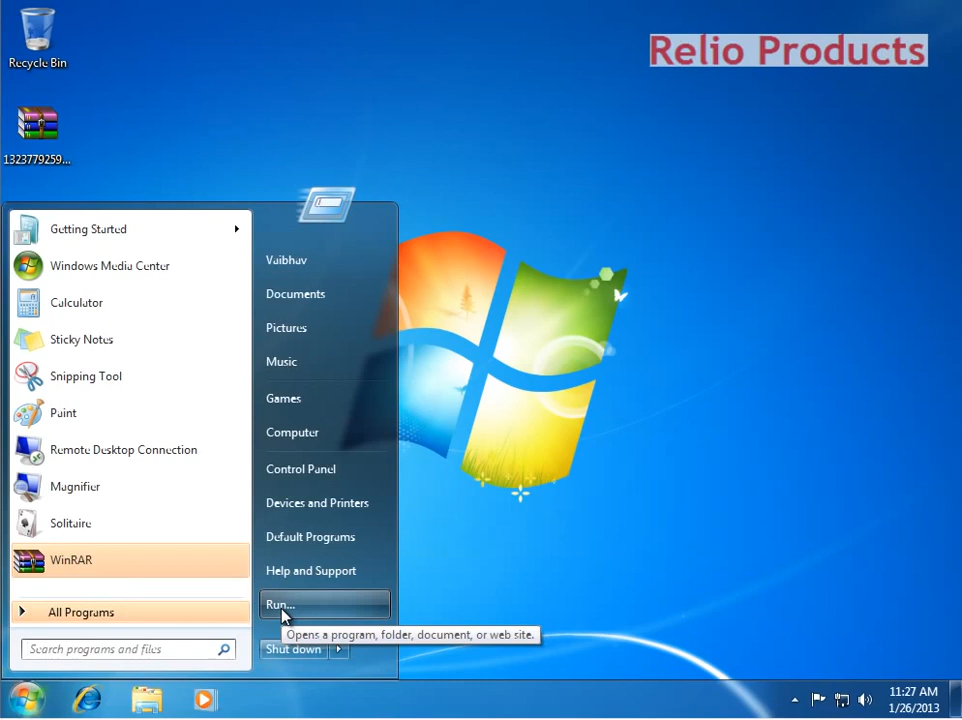 Relio Products
Recycle Bin
1323779259...
Getting Started
Windows Media Center
Calculator
Sticky Notes
Snipping Tool
Paint
Remote Desktop Connection
Magnifier
Solitaire
WinRAR
All Programs
Search programs and files
Vaibhav
Documents
Pictures
Music
Games
Computer
Control Panel
Devices and Printers
Default Programs
Help and Support
Run...
Opens a program, folder, document, or web site.
Shut down
11:27 AM
1/26/2013